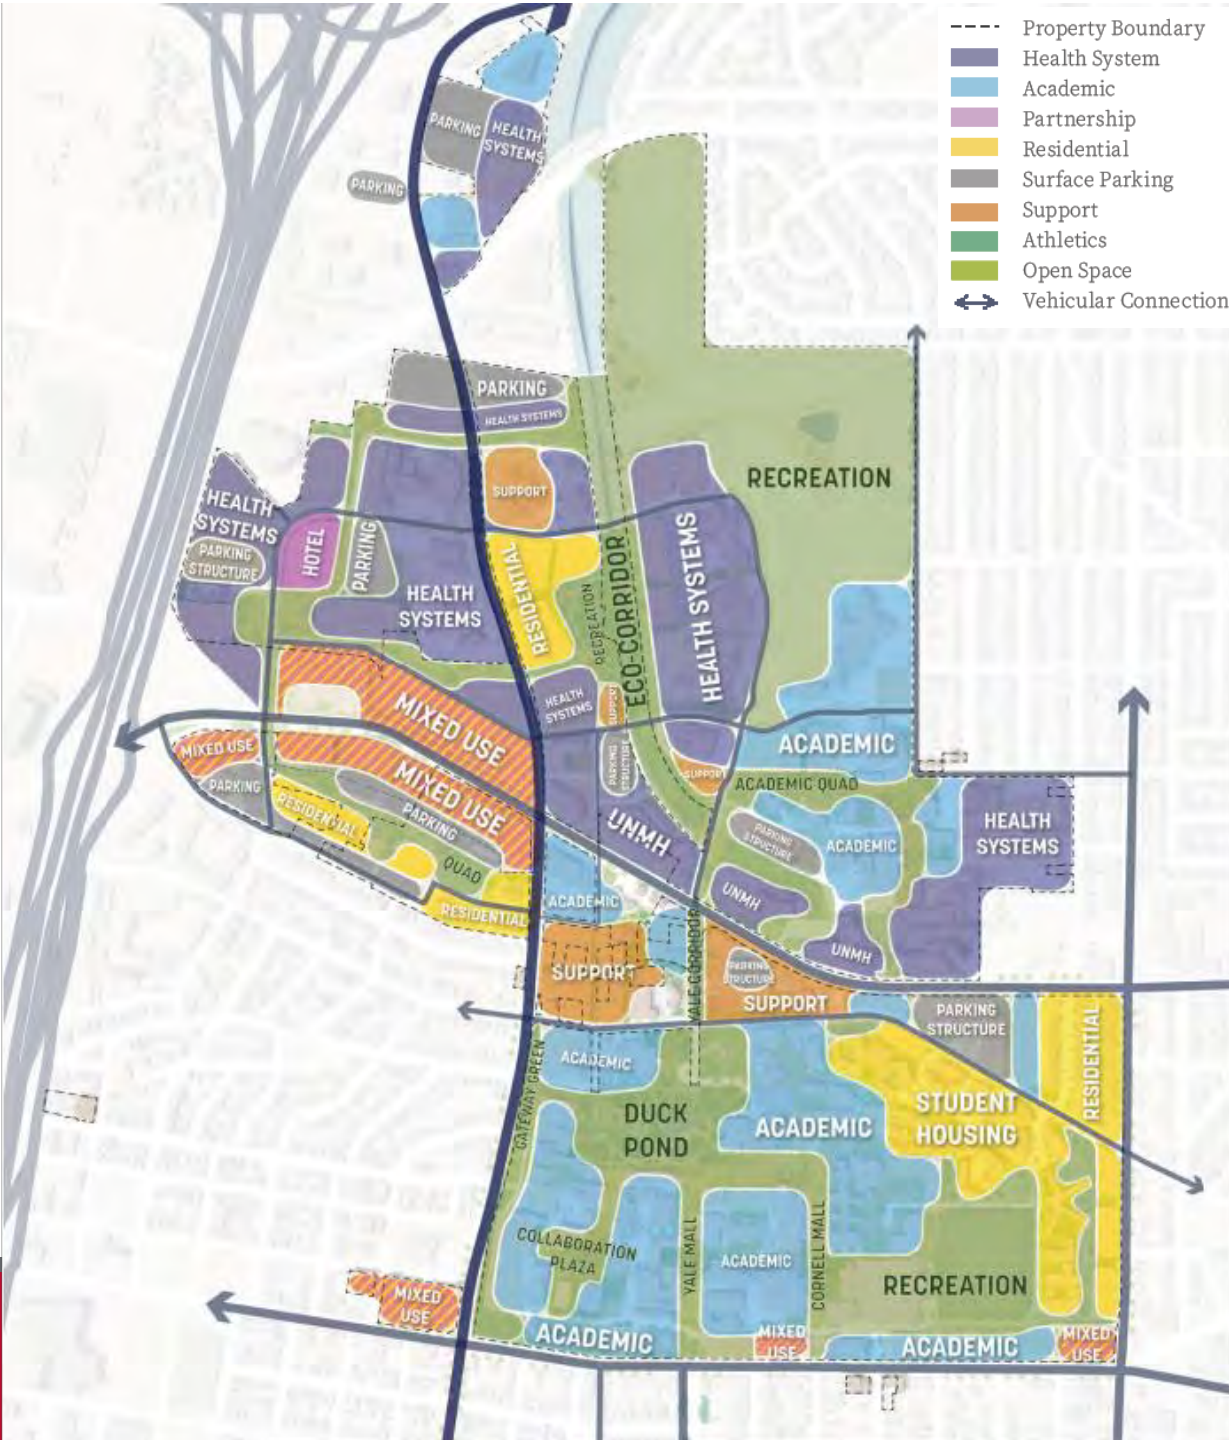 Property Boundary
Health System
Academic
Partnership
Residential
Surface Parking
Support
Athletics
Open Space
Vehicular Connection
PARKING
HEALTH
SYSTEMS
PARKING
PARKING
HEALTH SYSTEMS
RECREATION
SUPPORT
HEALTH
SYSTEMS
PARKING
STRUCTURE
HOTEL
PARKING
HEALTH
SYSTEMS
RESIDENTIAL
RECREATION
ECO-CORRIDOR
HEALTH SYSTEMS
HEALTH
SYSTEMS
SUPPORT
MIXED USE
MIXED USE
PARKING
MIXED USE
PARKING
STRUCTURE
SUPPORT
ACADEMIC
ACADEMIC QUAD
RESIDENTIAL
PARKING
QUAD
RESIDENTIAL
UNMH
PARKING
STRUCTURE
ACADEMIC
HEALTH
SYSTEMS
UNMH
UNMH
ACADEMIC
SUPPORT
YALE CORRIDOR
PARKING
STRUCTURE
SUPPORT
PARKING
STRUCTURE
RESIDENTIAL
GATEWAY GREEN
ACADEMIC
DUCK
POND
ACADEMIC
STUDENT
HOUSING
COLLABORATION
PLAZA
YALE MALL
ACADEMIC
CORNELL MALL
RECREATION
MIXED
USE
ACADEMIC
MIXED
USE
ACADEMIC
MIXED
USE